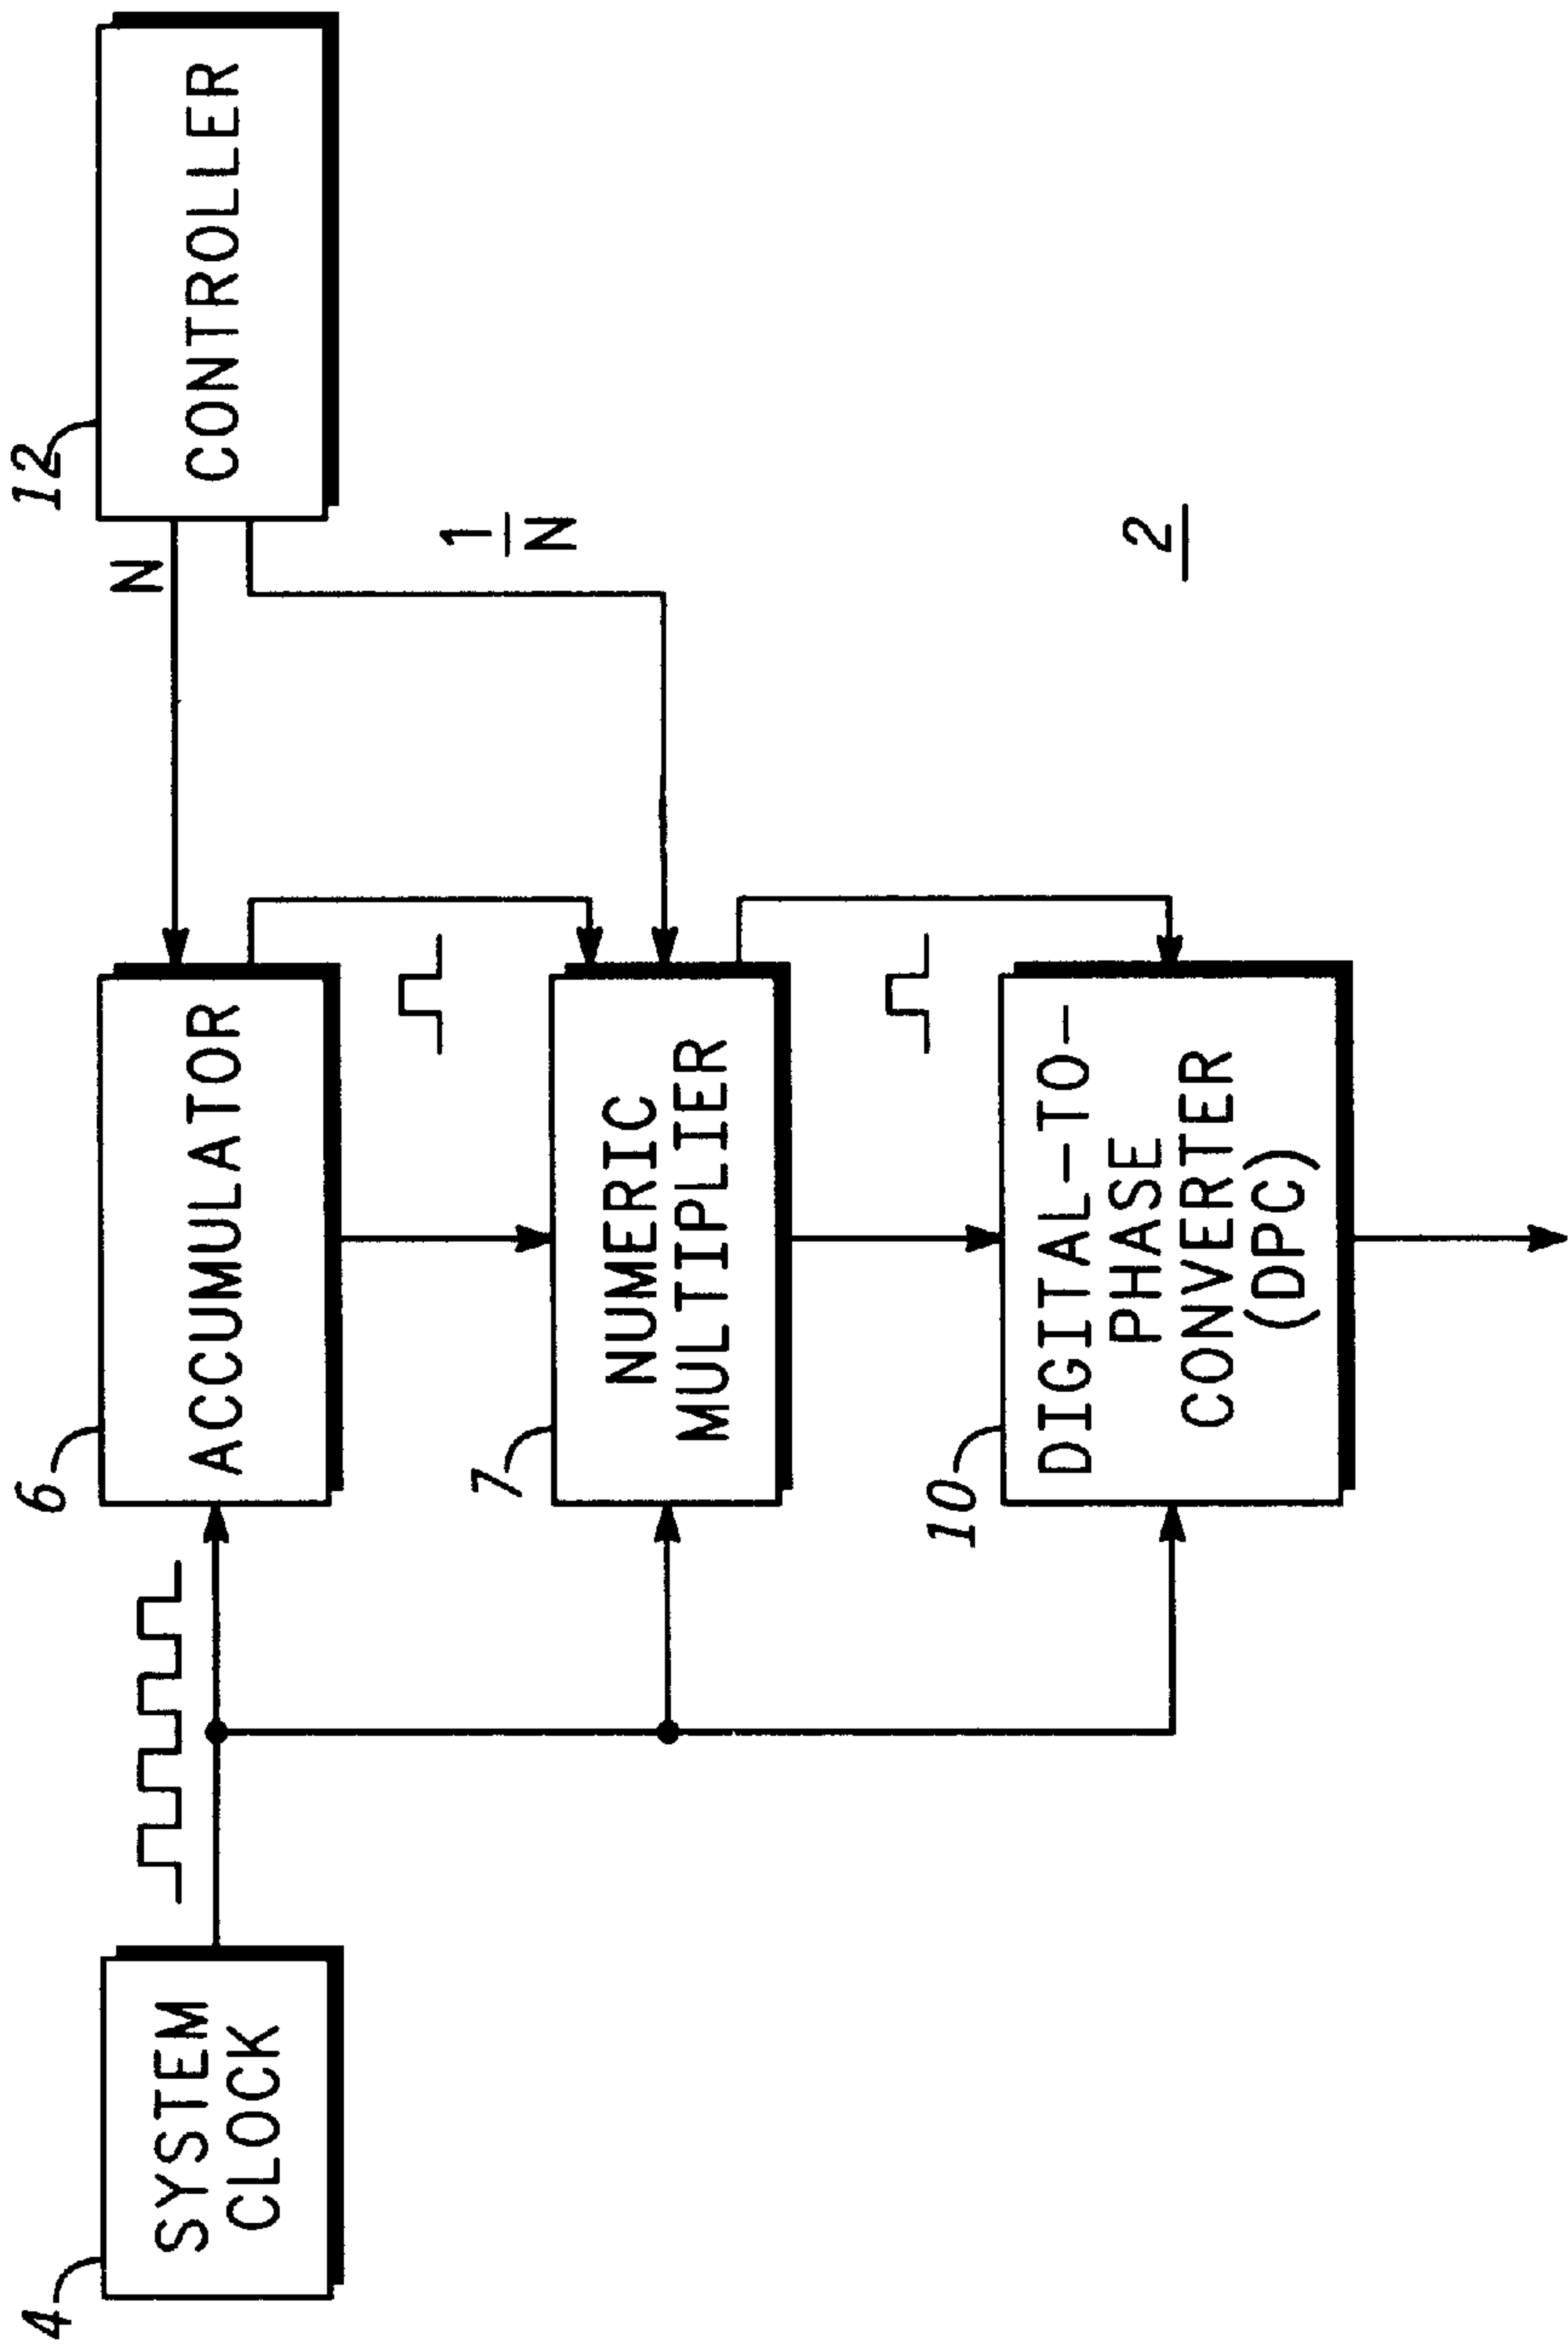 4
SYSTEM
CLOCK
6
ACCUMULATOR
12
CONTROLLER
N
1
N
7
NUMERIC
MULTIPLIER
10
DIGITAL-TO-
PHASE
CONVERTER
(DPC)
2